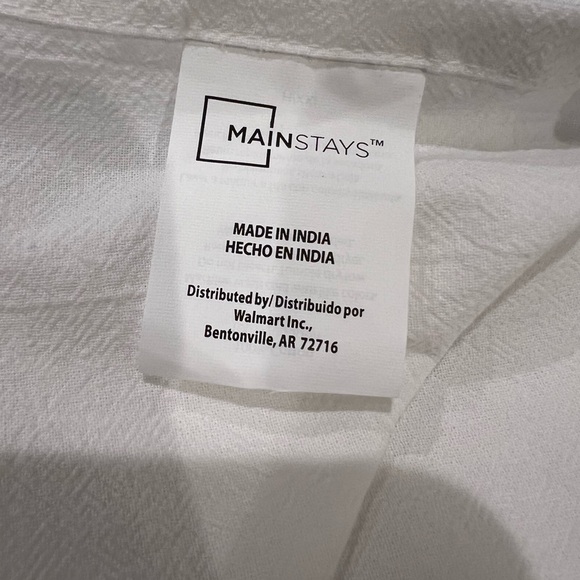 MAINSTAYS™
MADE IN INDIA
HECHO EN INDIA
Distributed by/Distribuido por
Walmart Inc.,
Bentonville, AR 72716